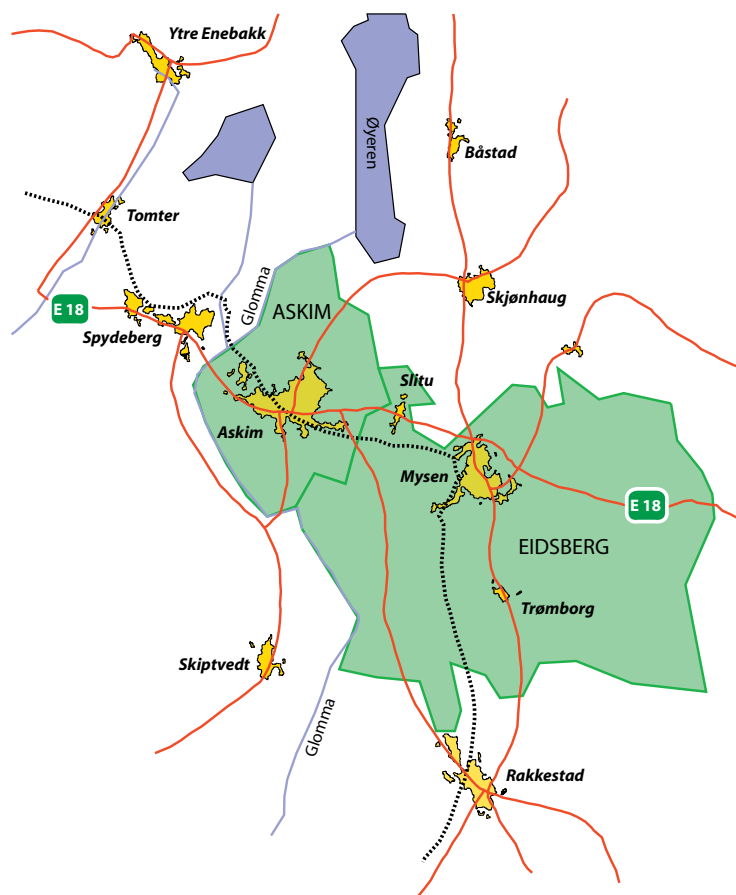 Ytre Enebakk
Øyeren
Båstad
Tomter
Glomma
Skjønhaug
E 18
ASKIM
Spydeberg
Slitu
Askim
Mysen
E 18
EIDSBERG
Trømborg
Skiptvedt
Glomma
Rakkestad